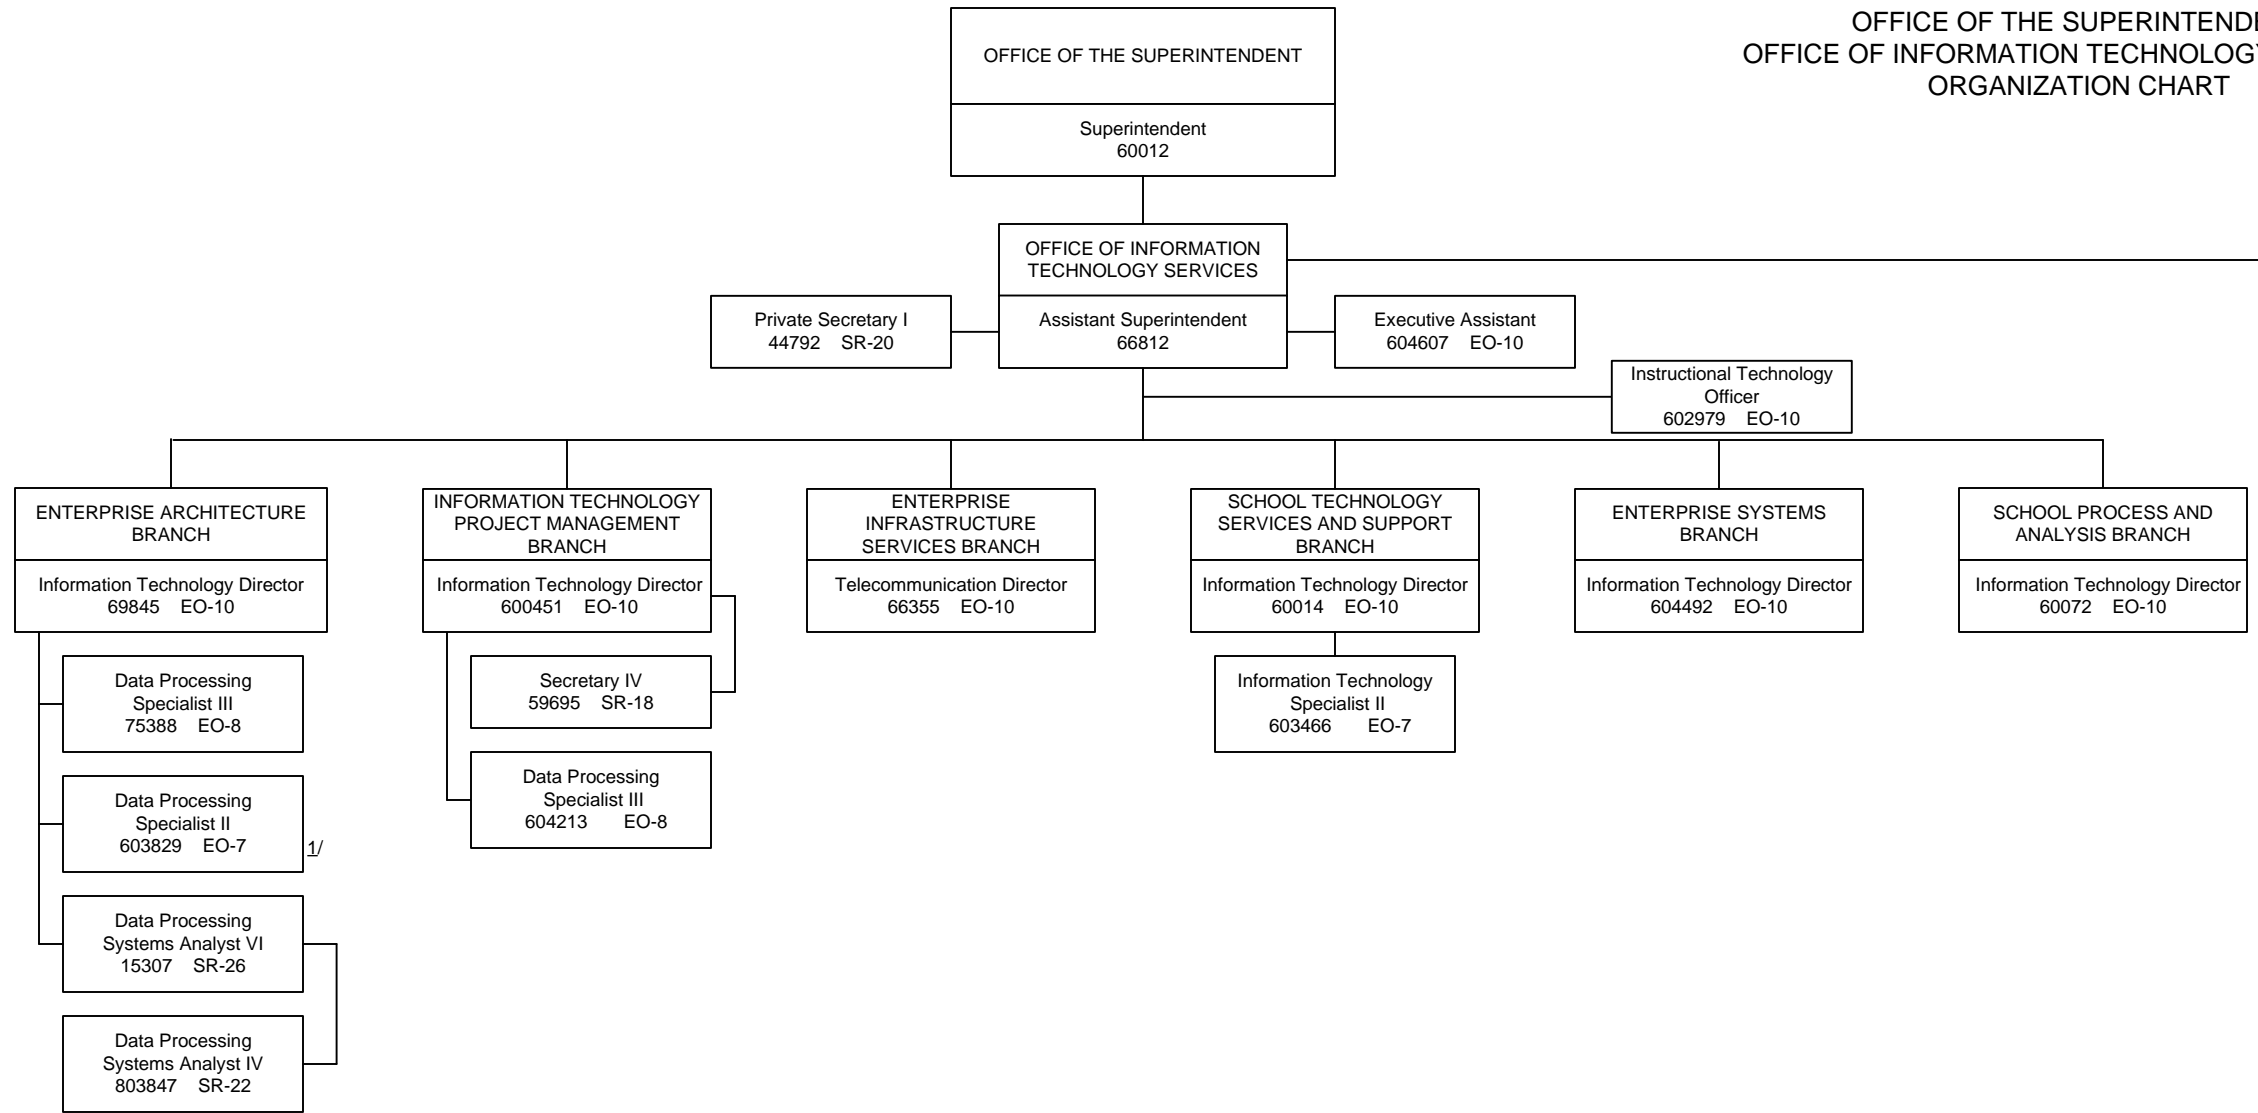 OFFICE OF THE SUPERINTENDE
OFFICE OF INFORMATION TECHNOLOGY
ORGANIZATION CHART
OFFICE OF THE SUPERINTENDENT
Superintendent
60012
OFFICE OF INFORMATION
TECHNOLOGY SERVICES
Assistant Superintendent
66812
Private Secretary I
44792 SR-20
Executive Assistant
604607 EO-10
Instructional Technology
Officer
602979 EO-10
ENTERPRISE ARCHITECTURE
BRANCH
Information Technology Director
69845 EO-10
Data Processing
Specialist III
75388 EO-8
Data Processing
Specialist II
603829 EO-7
1/
Data Processing
Systems Analyst VI
15307 SR-26
Data Processing
Systems Analyst IV
803847 SR-22
INFORMATION TECHNOLOGY
PROJECT MANAGEMENT
BRANCH
Information Technology Director
600451 EO-10
Secretary IV
59695 SR-18
Data Processing
Specialist III
604213 EO-8
ENTERPRISE
INFRASTRUCTURE
SERVICES BRANCH
Telecommunication Director
66355 EO-10
SCHOOL TECHNOLOGY
SERVICES AND SUPPORT
BRANCH
Information Technology Director
60014 EO-10
Information Technology
Specialist II
603466 EO-7
ENTERPRISE SYSTEMS
BRANCH
Information Technology Director
604492 EO-10
SCHOOL PROCESS AND
ANALYSIS BRANCH
Information Technology Director
60072 EO-10